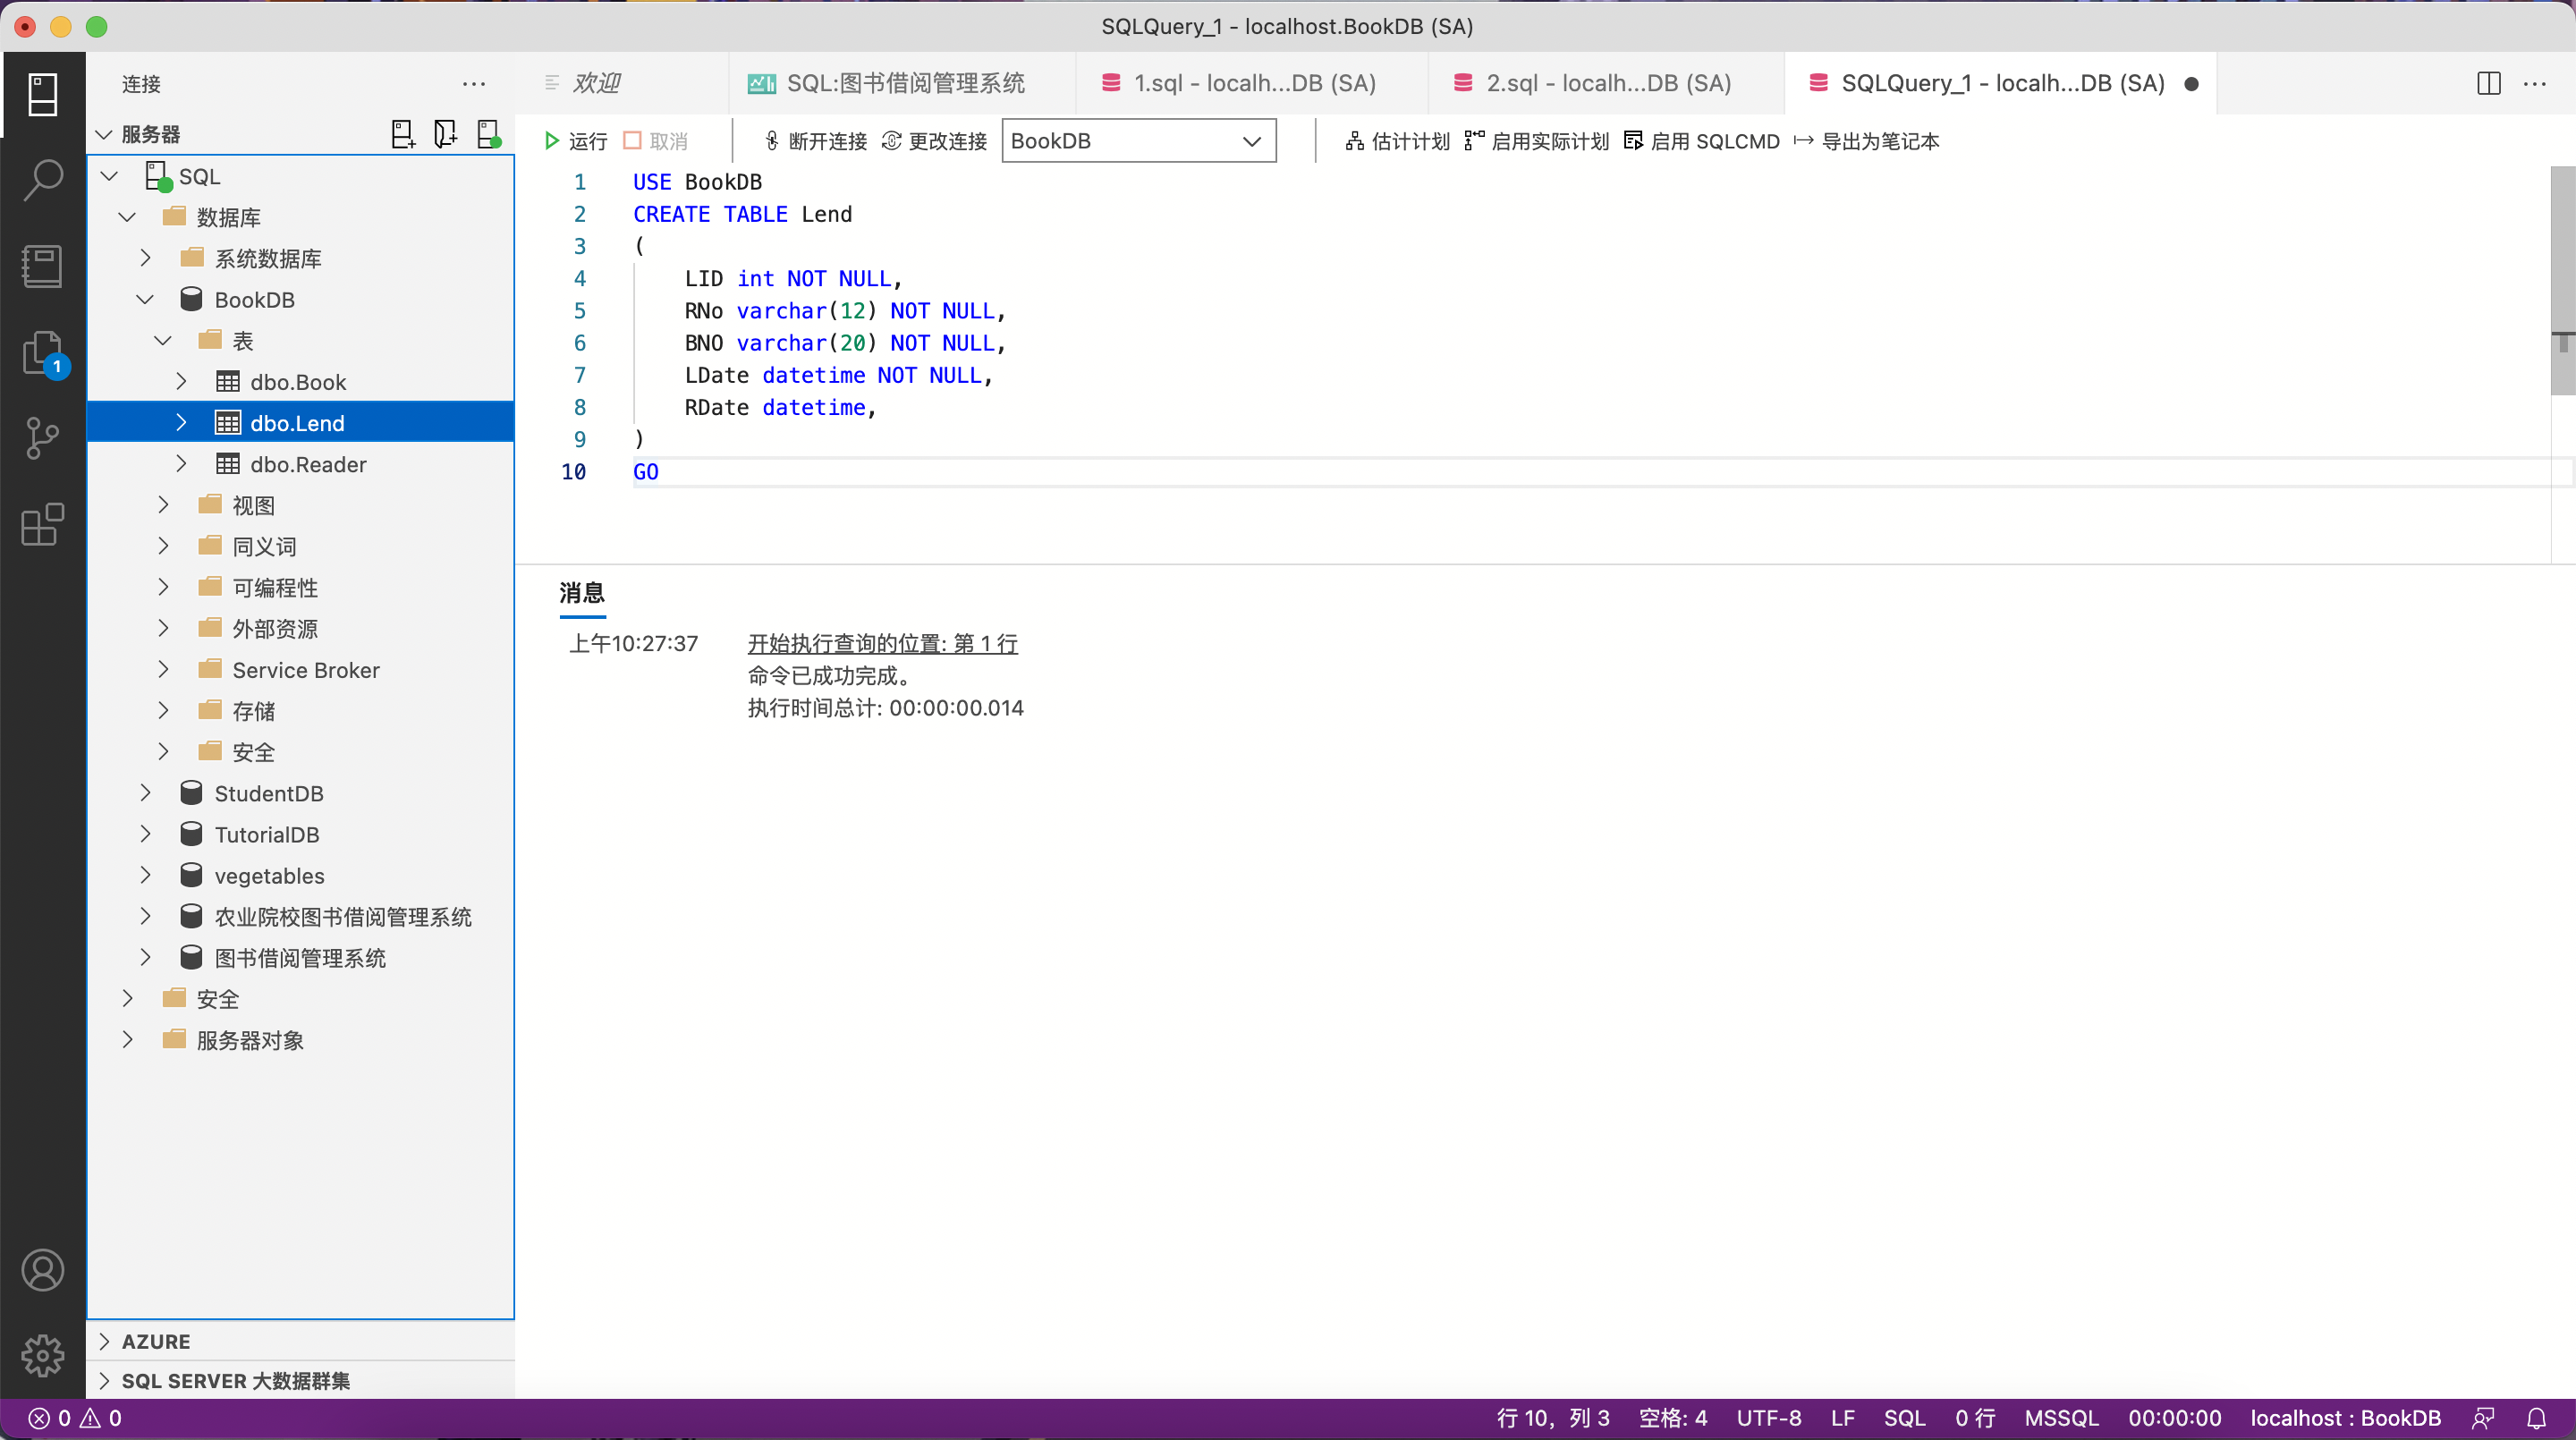 SQLQuery_1 - localhost.BookDB (SA)
连接
欢迎
SQL:图书借阅管理系统
1.sql - localh...DB (SA)
2.sql - localh...DB (SA)
SQLQuery_1 - localh...DB (SA)
服务器
运行
取消
断开连接
更改连接
BookDB
估计计划
启用实际计划
启用 SQLCMD
导出为笔记本
SQL
数据库
系统数据库
BookDB
表
dbo.Book
dbo.Lend
dbo.Reader
视图
同义词
可编程性
外部资源
Service Broker
存储
安全
StudentDB
TutorialDB
vegetables
农业院校图书借阅管理系统
图书借阅管理系统
安全
服务器对象
AZURE
SQL SERVER 大数据群集
1
1 USE BookDB
2 CREATE TABLE Lend
3 (
4 LID int NOT NULL,
5 RNo varchar(12) NOT NULL,
6 BNO varchar(20) NOT NULL,
7 LDate datetime NOT NULL,
8 RDate datetime,
9 )
10 GO
消息
上午10:27:37 开始执行查询的位置: 第 1 行
命令已成功完成。
执行时间总计: 00:00:00.014
0 0
行 10，列 3 空格: 4 UTF-8 LF SQL 0 行 MSSQL 00:00:00 localhost : BookDB